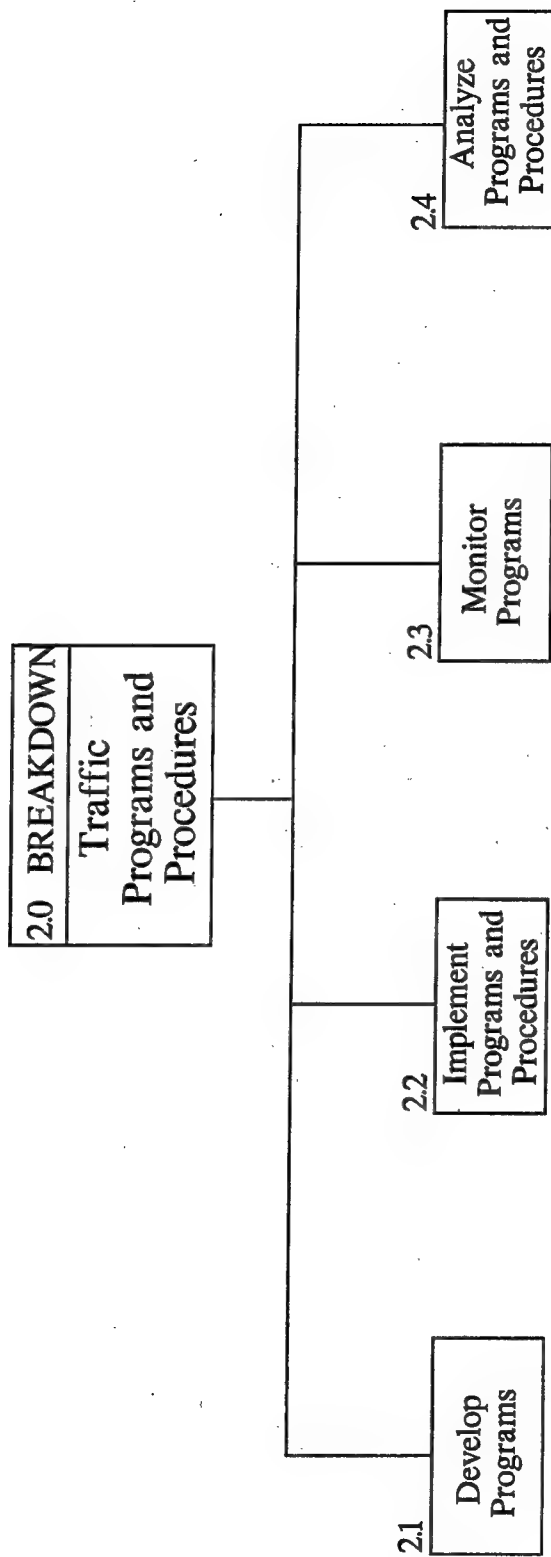 2.0 BREAKDOWN
Traffic
Programs and
Procedures
2.1
Develop
Programs
2.2
Implement
Programs and
Procedures
2.3
Monitor
Programs
2.4
Analyze
Programs and
Procedures